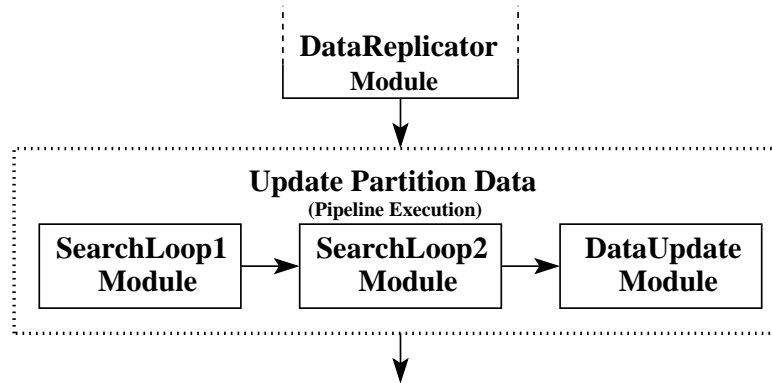 DataReplicator
Module
Update Partition Data
(Pipeline Execution)
SearchLoop1
Module
SearchLoop2
Module
DataUpdate
Module